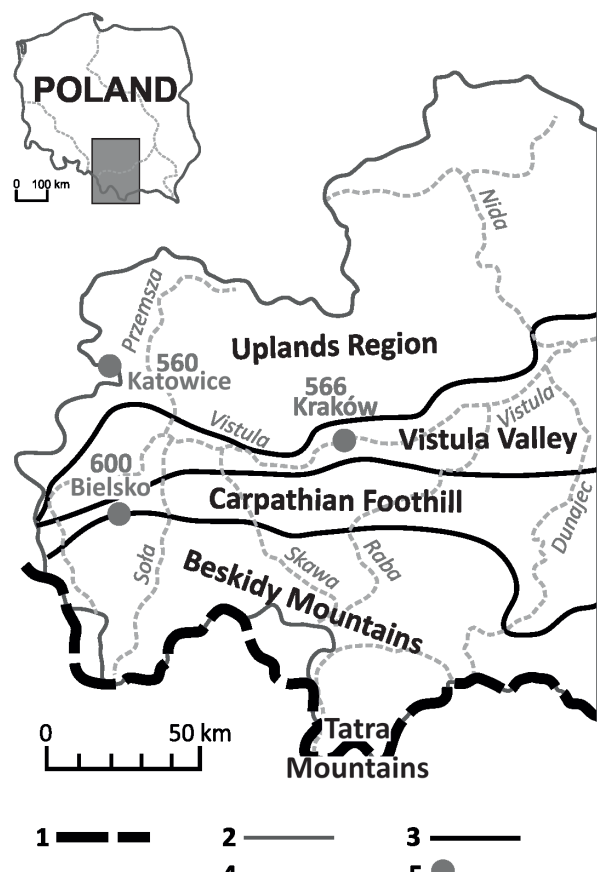 POLAND
0 100 km
Nida
Przemsza
Uplands Region
560
Katowice
566
Kraków
Vistula
Vistula
Vistula Valley
600
Bielsko
Carpathian Foothill
Dunajec
Soła
Skawa
Raba
Beskidy Mountains
0 50 km
Tatra
Mountains
1 2 3
4 5